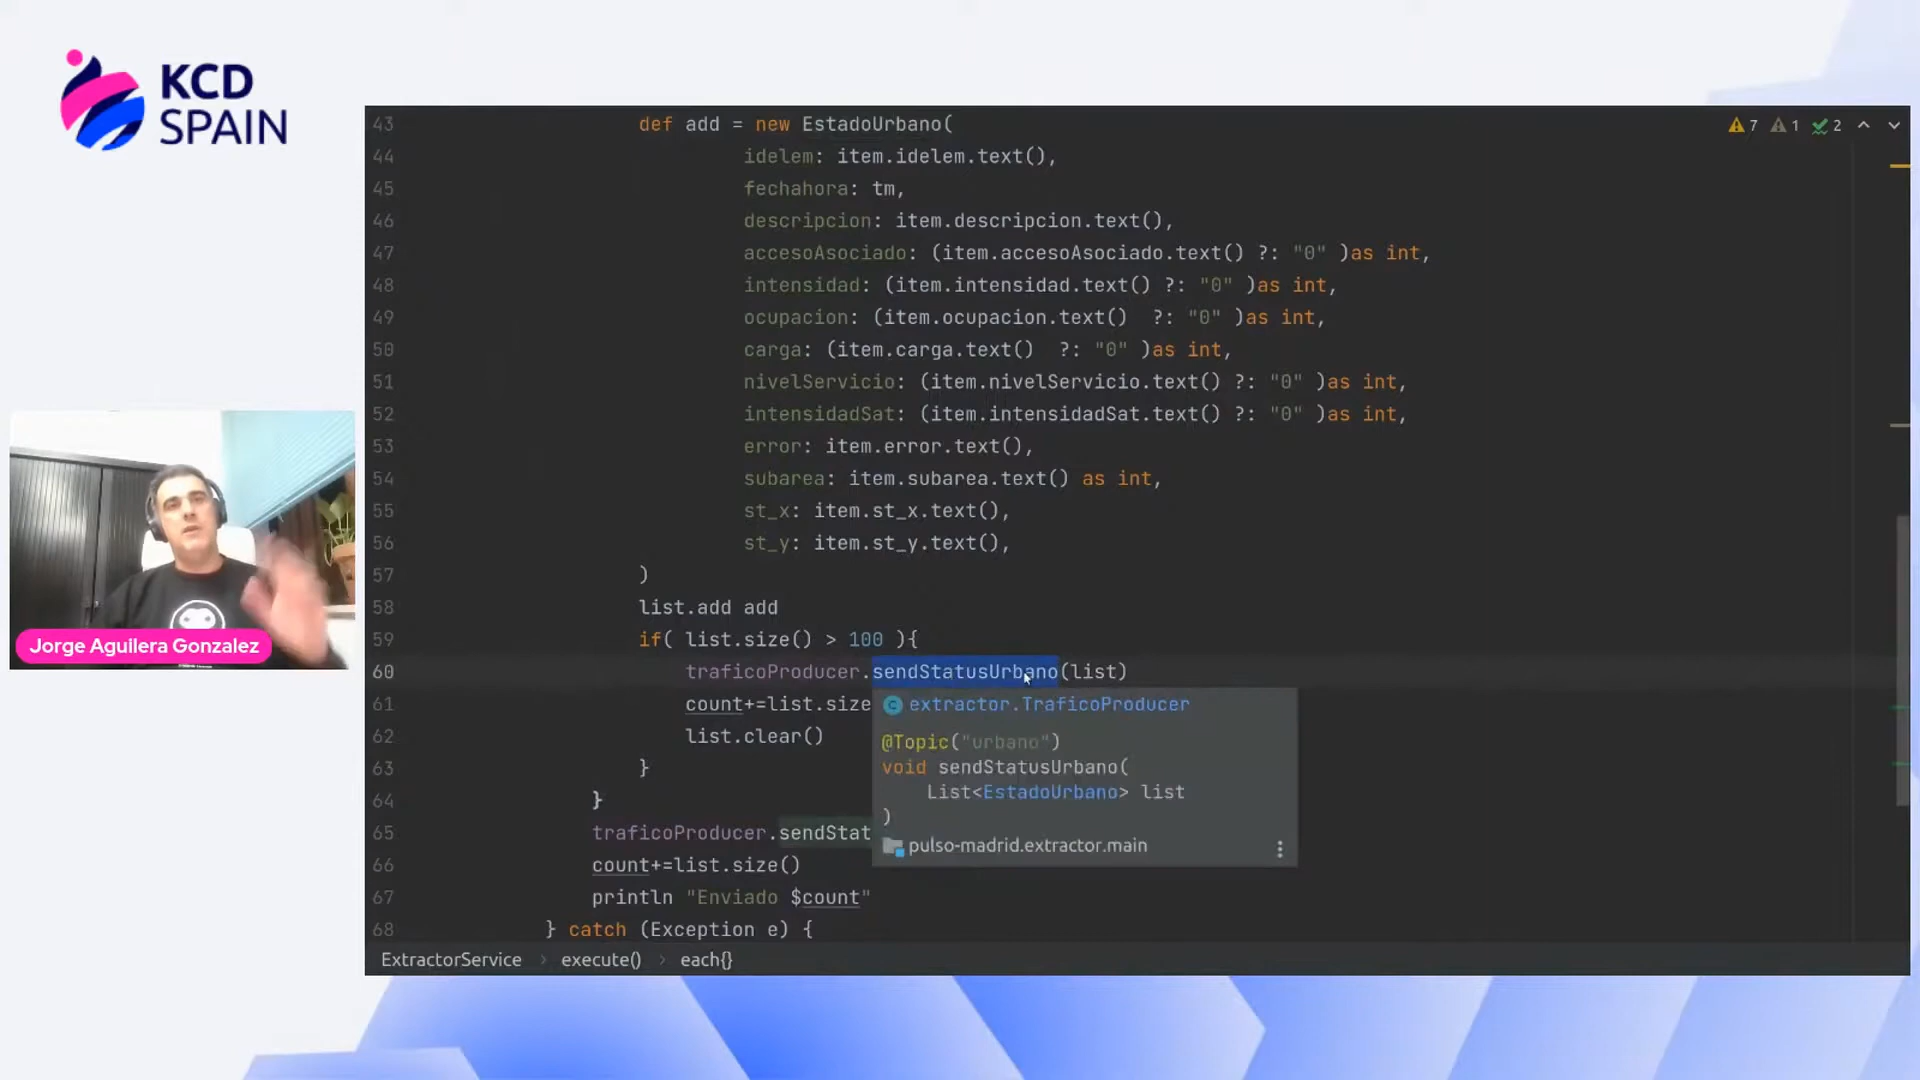 KCD
SPAIN
43 def add = new EstadoUrbano(
7 1 2
44 idelem: item.idelem.text(),
45 fechahora: tm,
46 descripcion: item.descripcion.text(),
47 accesoAsociado: (item.accesoAsociado.text() ?: "0" )as int,
48 intensidad: (item.intensidad.text() ?: "0" )as int,
49 ocupacion: (item.ocupacion.text()  ?: "0" )as int,
50 carga: (item.carga.text()  ?: "0" )as int,
51 nivelServicio: (item.nivelServicio.text() ?: "0" )as int,
52 intensidadSat: (item.intensidadSat.text() ?: "0" )as int,
53 error: item.error.text(),
54 subarea: item.subarea.text() as int,
55 st_x: item.st_x.text(),
56 st_y: item.st_y.text(),
57 )
58 list.add add
59 if( list.size() > 100 ){
60 traficoProducer.sendStatusUrbano(list)
61 count+=list.size
62 list.clear()
63 }
64 }
65 traficoProducer.sendStat
66 count+=list.size()
67 println "Enviado $count"
68 } catch (Exception e) {
extractor.TraficoProducer
@Topic("urbano")
void sendStatusUrbano(
List<EstadoUrbano> list
)
pulso-madrid.extractor.main
ExtractorService > execute() > each{}
Jorge Aguilera Gonzalez